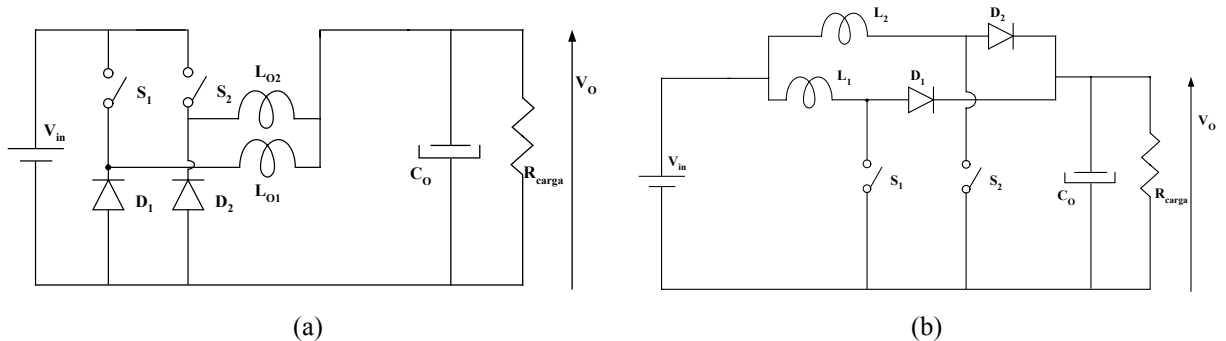 S1
S2
LO2
LO1
Vin
D1
D2
CO
Rcarga
VO
(a)
L2
D2
L1
D1
Vin
S1
S2
CO
Rcarga
VO
(b)